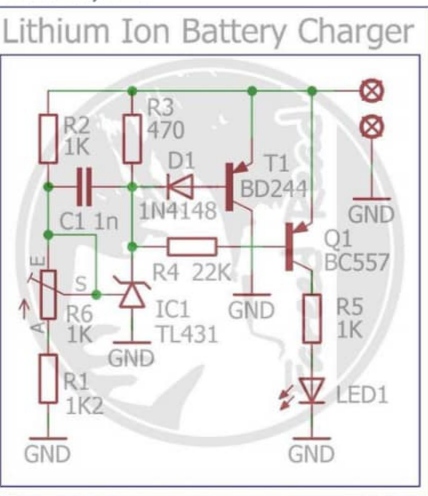 Lithium Ion Battery Charger
R2
1K
R3
470
D1
1N4148
C1 1n
T1
BD244
GND
R4 22K
Q1
BC557
E
S
A
R6
1K
IC1
TL431
GND
GND
R5
1K
R1
1K2
LED1
GND
GND